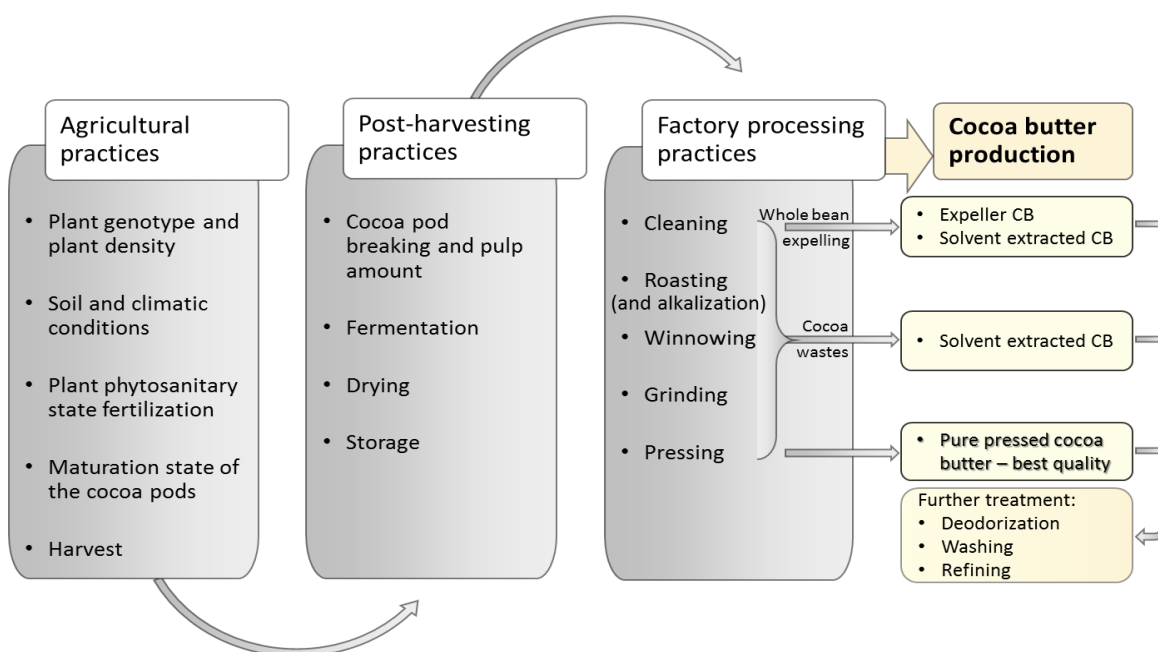 Agricultural
practices
• Plant genotype and
plant density
• Soil and climatic
conditions
• Plant phytosanitary
state fertilization
• Maturation state of
the cocoa pods
• Harvest
Post-harvesting
practices
• Cocoa pod
breaking and pulp
amount
• Fermentation
• Drying
• Storage
Factory processing
practices
• Cleaning
• Roasting
(and alkalization)
• Winnowing
• Grinding
• Pressing
Whole bean
expelling
Cocoa
wastes
Cocoa butter
production
• Expeller CB
• Solvent extracted CB
• Solvent extracted CB
• Pure pressed cocoa
butter – best quality
Further treatment:
• Deodorization
• Washing
• Refining